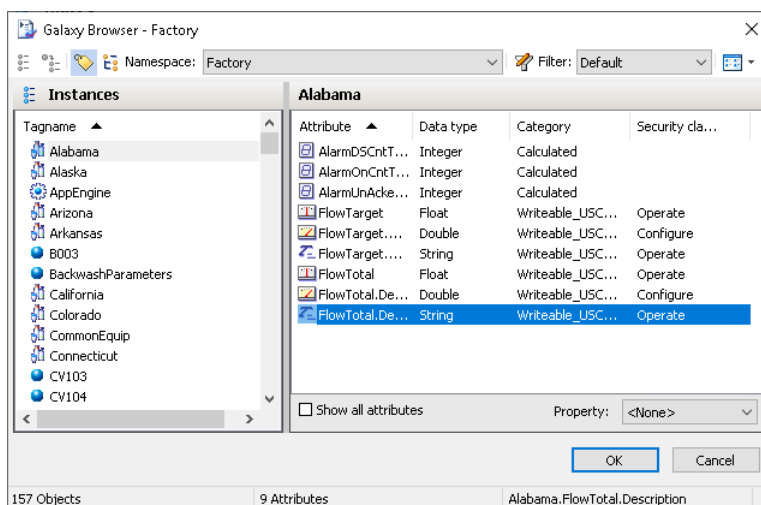 Galaxy Browser - Factory
Namespace: Factory Filter: Default
Instances
Alabama
Tagname
Alabama
Alaska
AppEngine
Arizona
Arkansas
B003
BackwashParameters
California
Colorado
CommonEquip
Connecticut
CV103
CV104
Attribute Data type Category Security cla...
AlarmDSCntT... Integer Calculated
AlarmOnCntT... Integer Calculated
AlarmUnAcke... Integer Calculated
FlowTarget Float Writeable_USC... Operate
FlowTarget.... Double Writeable_USC... Configure
FlowTarget.... String Writeable_USC... Operate
FlowTotal Float Writeable_USC... Operate
FlowTotal.De... Double Writeable_USC... Configure
FlowTotal.De... String Writeable_USC... Operate
Show all attributes Property: <None>
OK Cancel
157 Objects 9 Attributes Alabama.FlowTotal.Description